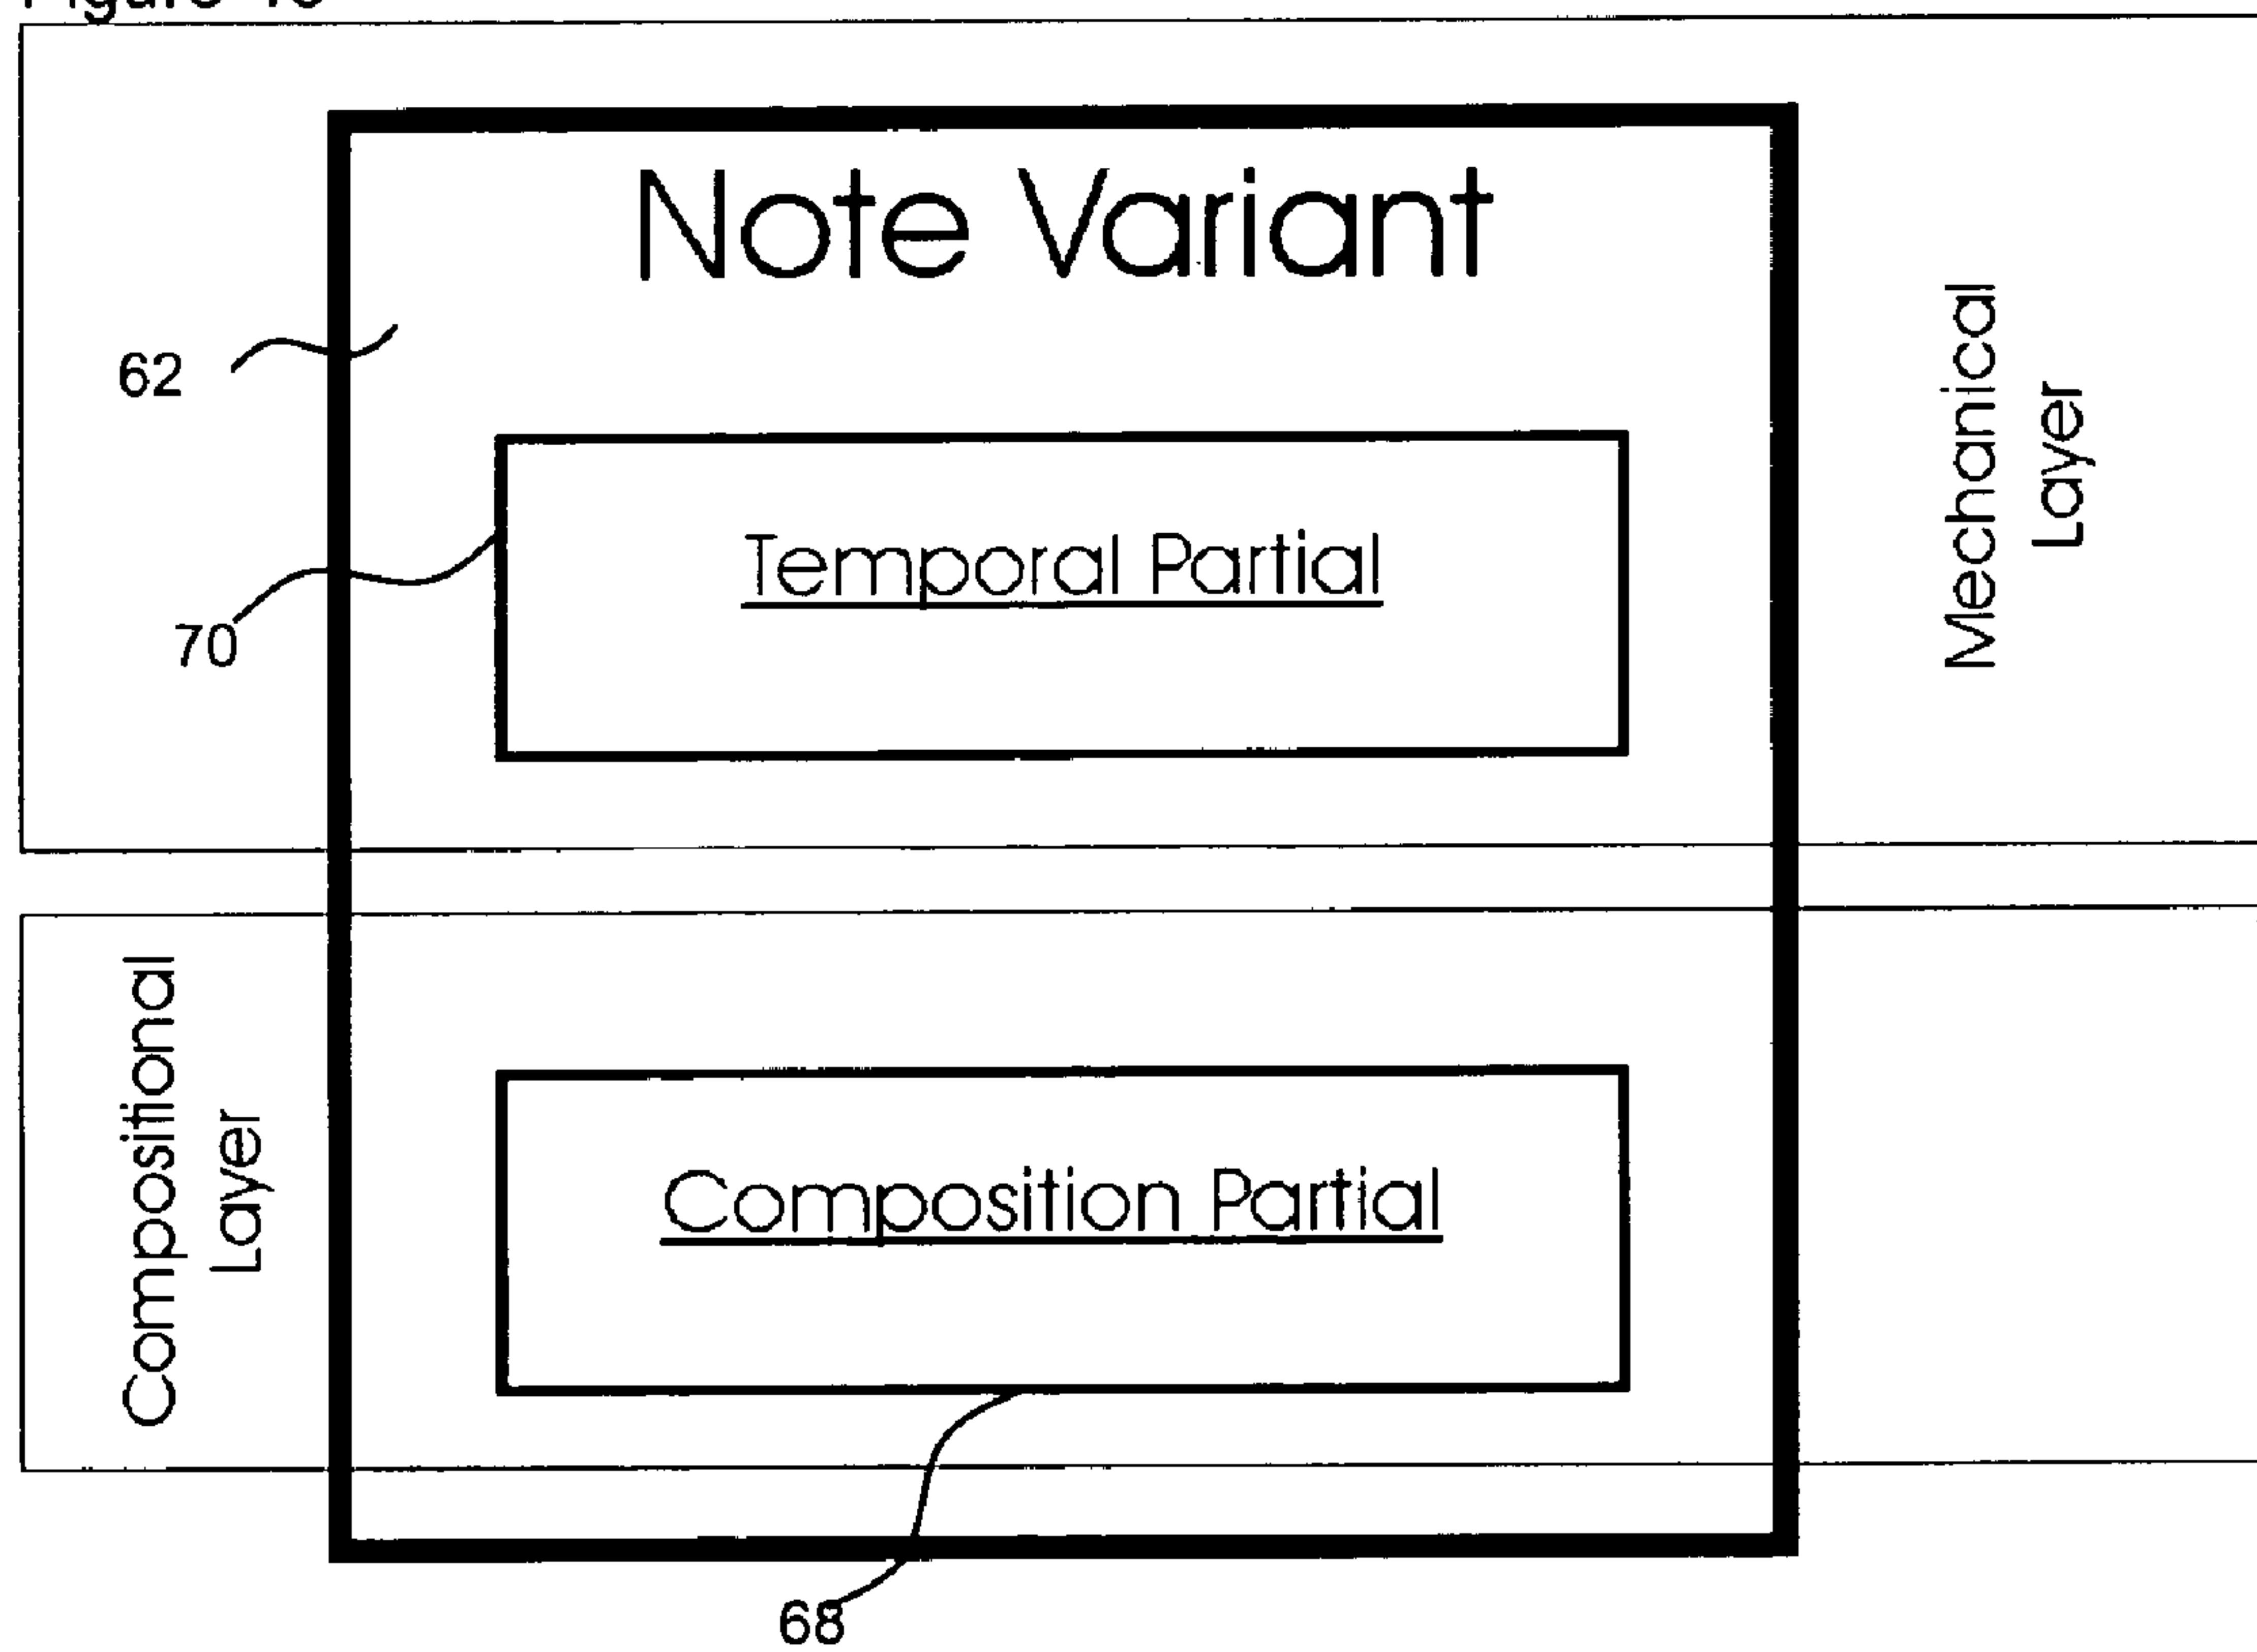 Note Variant
62
Mechanical
Layer
Temporal Partial
70
Compositional
Layer
Composition Partial
68